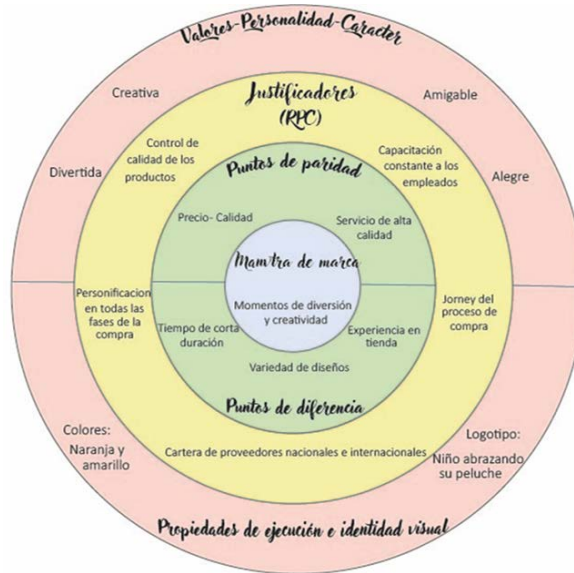 Valores-Personalidad-Caracter
Creativa
Amigable
Divertida
Alegre
Justificadores
(RPC)
Control de
calidad de los
productos
Capacitación
constante a los
empleados
Puntos de paridad
Precio- Calidad
Servicio de alta
calidad
Mamtra de marca
Momentos de diversión
y creatividad
Personificacion
en todas las
fases de la
compra
Jorney del
proceso de
compra
Tiempo de corta
duración
Experiencia en
tienda
Variedad de diseños
Puntos de diferencia
Cartera de proveedores nacionales e internacionales
Colores:
Naranja y
amarillo
Logotipo:
Niño abrazando
su peluche
Propiedades de ejecución e identidad visual